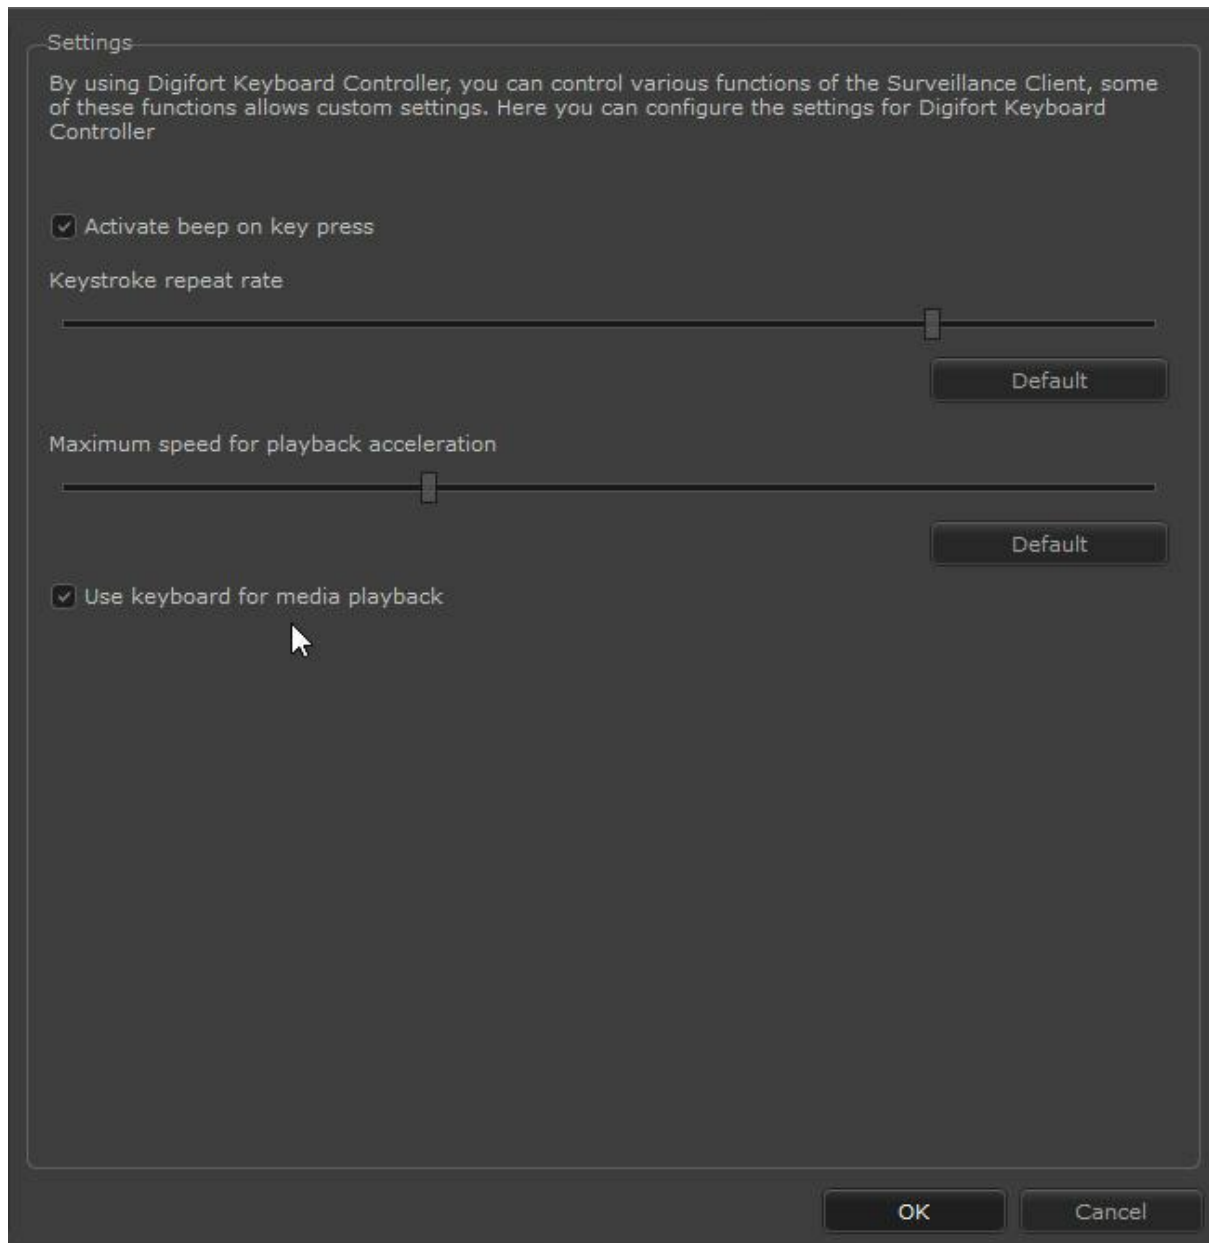 Settings
By using Digifort Keyboard Controller, you can control various functions of the Surveillance Client, some
of these functions allows custom settings. Here you can configure the settings for Digifort Keyboard
Controller
Activate beep on key press
Keystroke repeat rate
Default
Maximum speed for playback acceleration
Default
Use keyboard for media playback
OK
Cancel